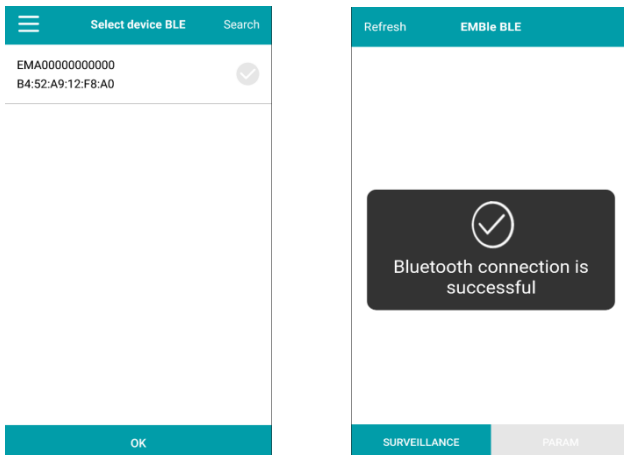 Select device BLE Search
EMA00000000000
B4:52:A9:12:F8:A0
OK
Refresh EMBle BLE
Bluetooth connection is
successful
SURVEILLANCE PARAM